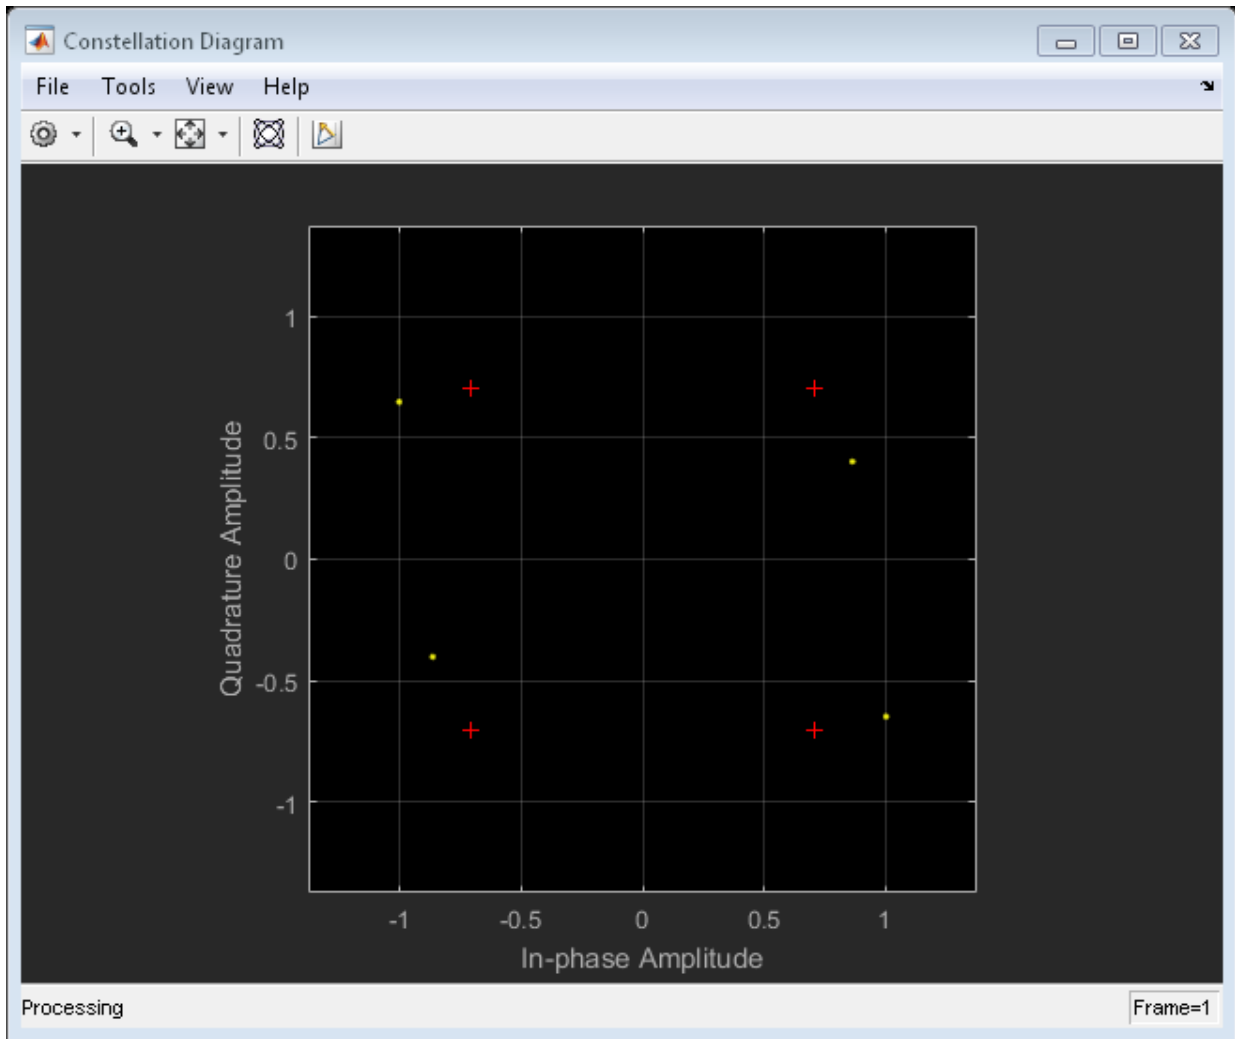 Constellation Diagram
File Tools View Help
1
0.5
0
-0.5
-1
Quadrature Amplitude
-1 -0.5 0 0.5 1
In-phase Amplitude
Processing Frame=1